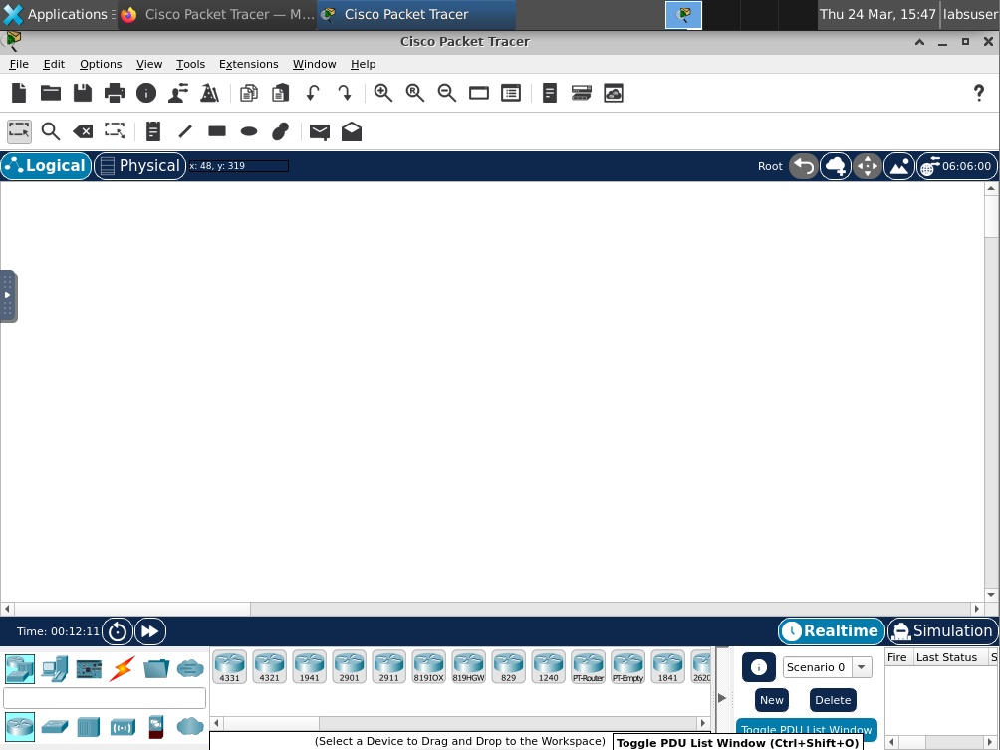 Applications
Cisco Packet Tracer — M...
Cisco Packet Tracer
Thu 24 Mar, 15:47
labsuser
Cisco Packet Tracer
File Edit Options View Tools Extensions Window Help
Logical
Physical
x: 48, y: 319
Root
06:06:00
Time: 00:12:11
Realtime
Simulation
4331 4321 1941 2901 2911 819IOX 819HGW 829 1240 PT-Router PT-Empty 1841 2620
Scenario 0
Fire Last Status S
New
Delete
Toggle PDU List Window
(Select a Device to Drag and Drop to the Workspace)
Toggle PDU List Window (Ctrl+Shift+O)